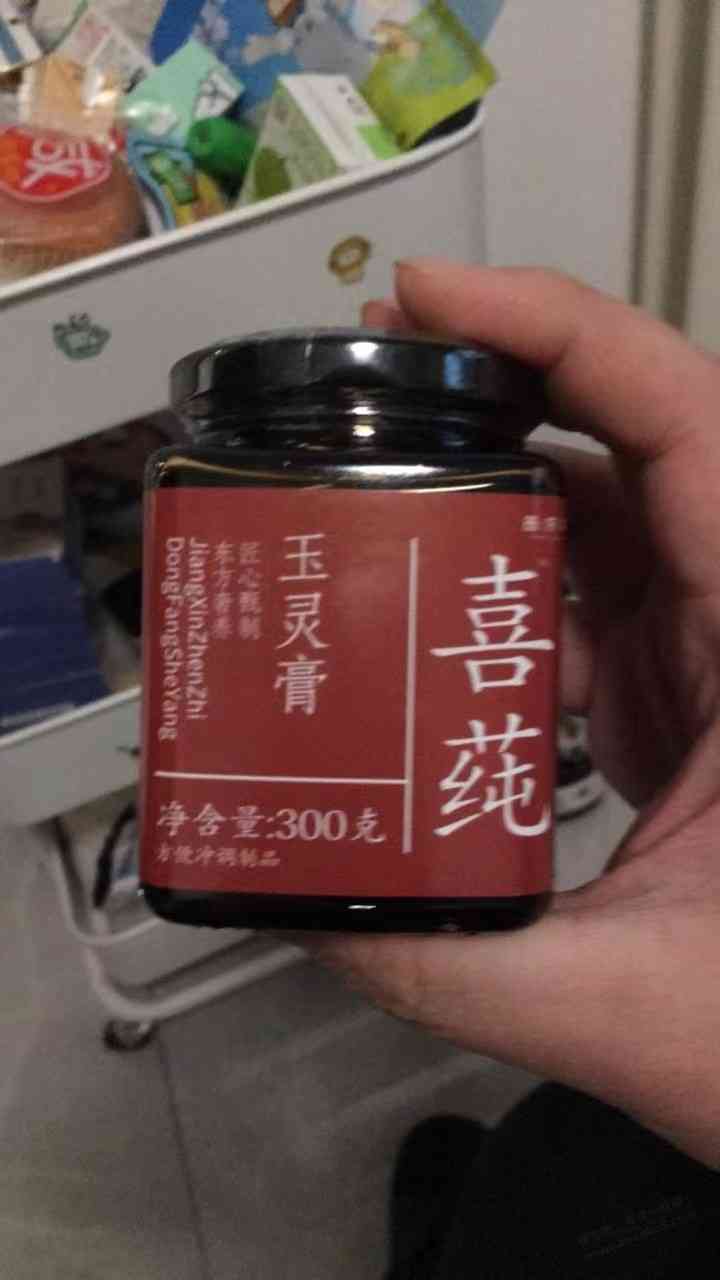 喜莼
玉灵膏
匠心甄制
东方奢养
JiangXinZhenZhi
DongFangSheYang
净含量:300克
方便冲调制品